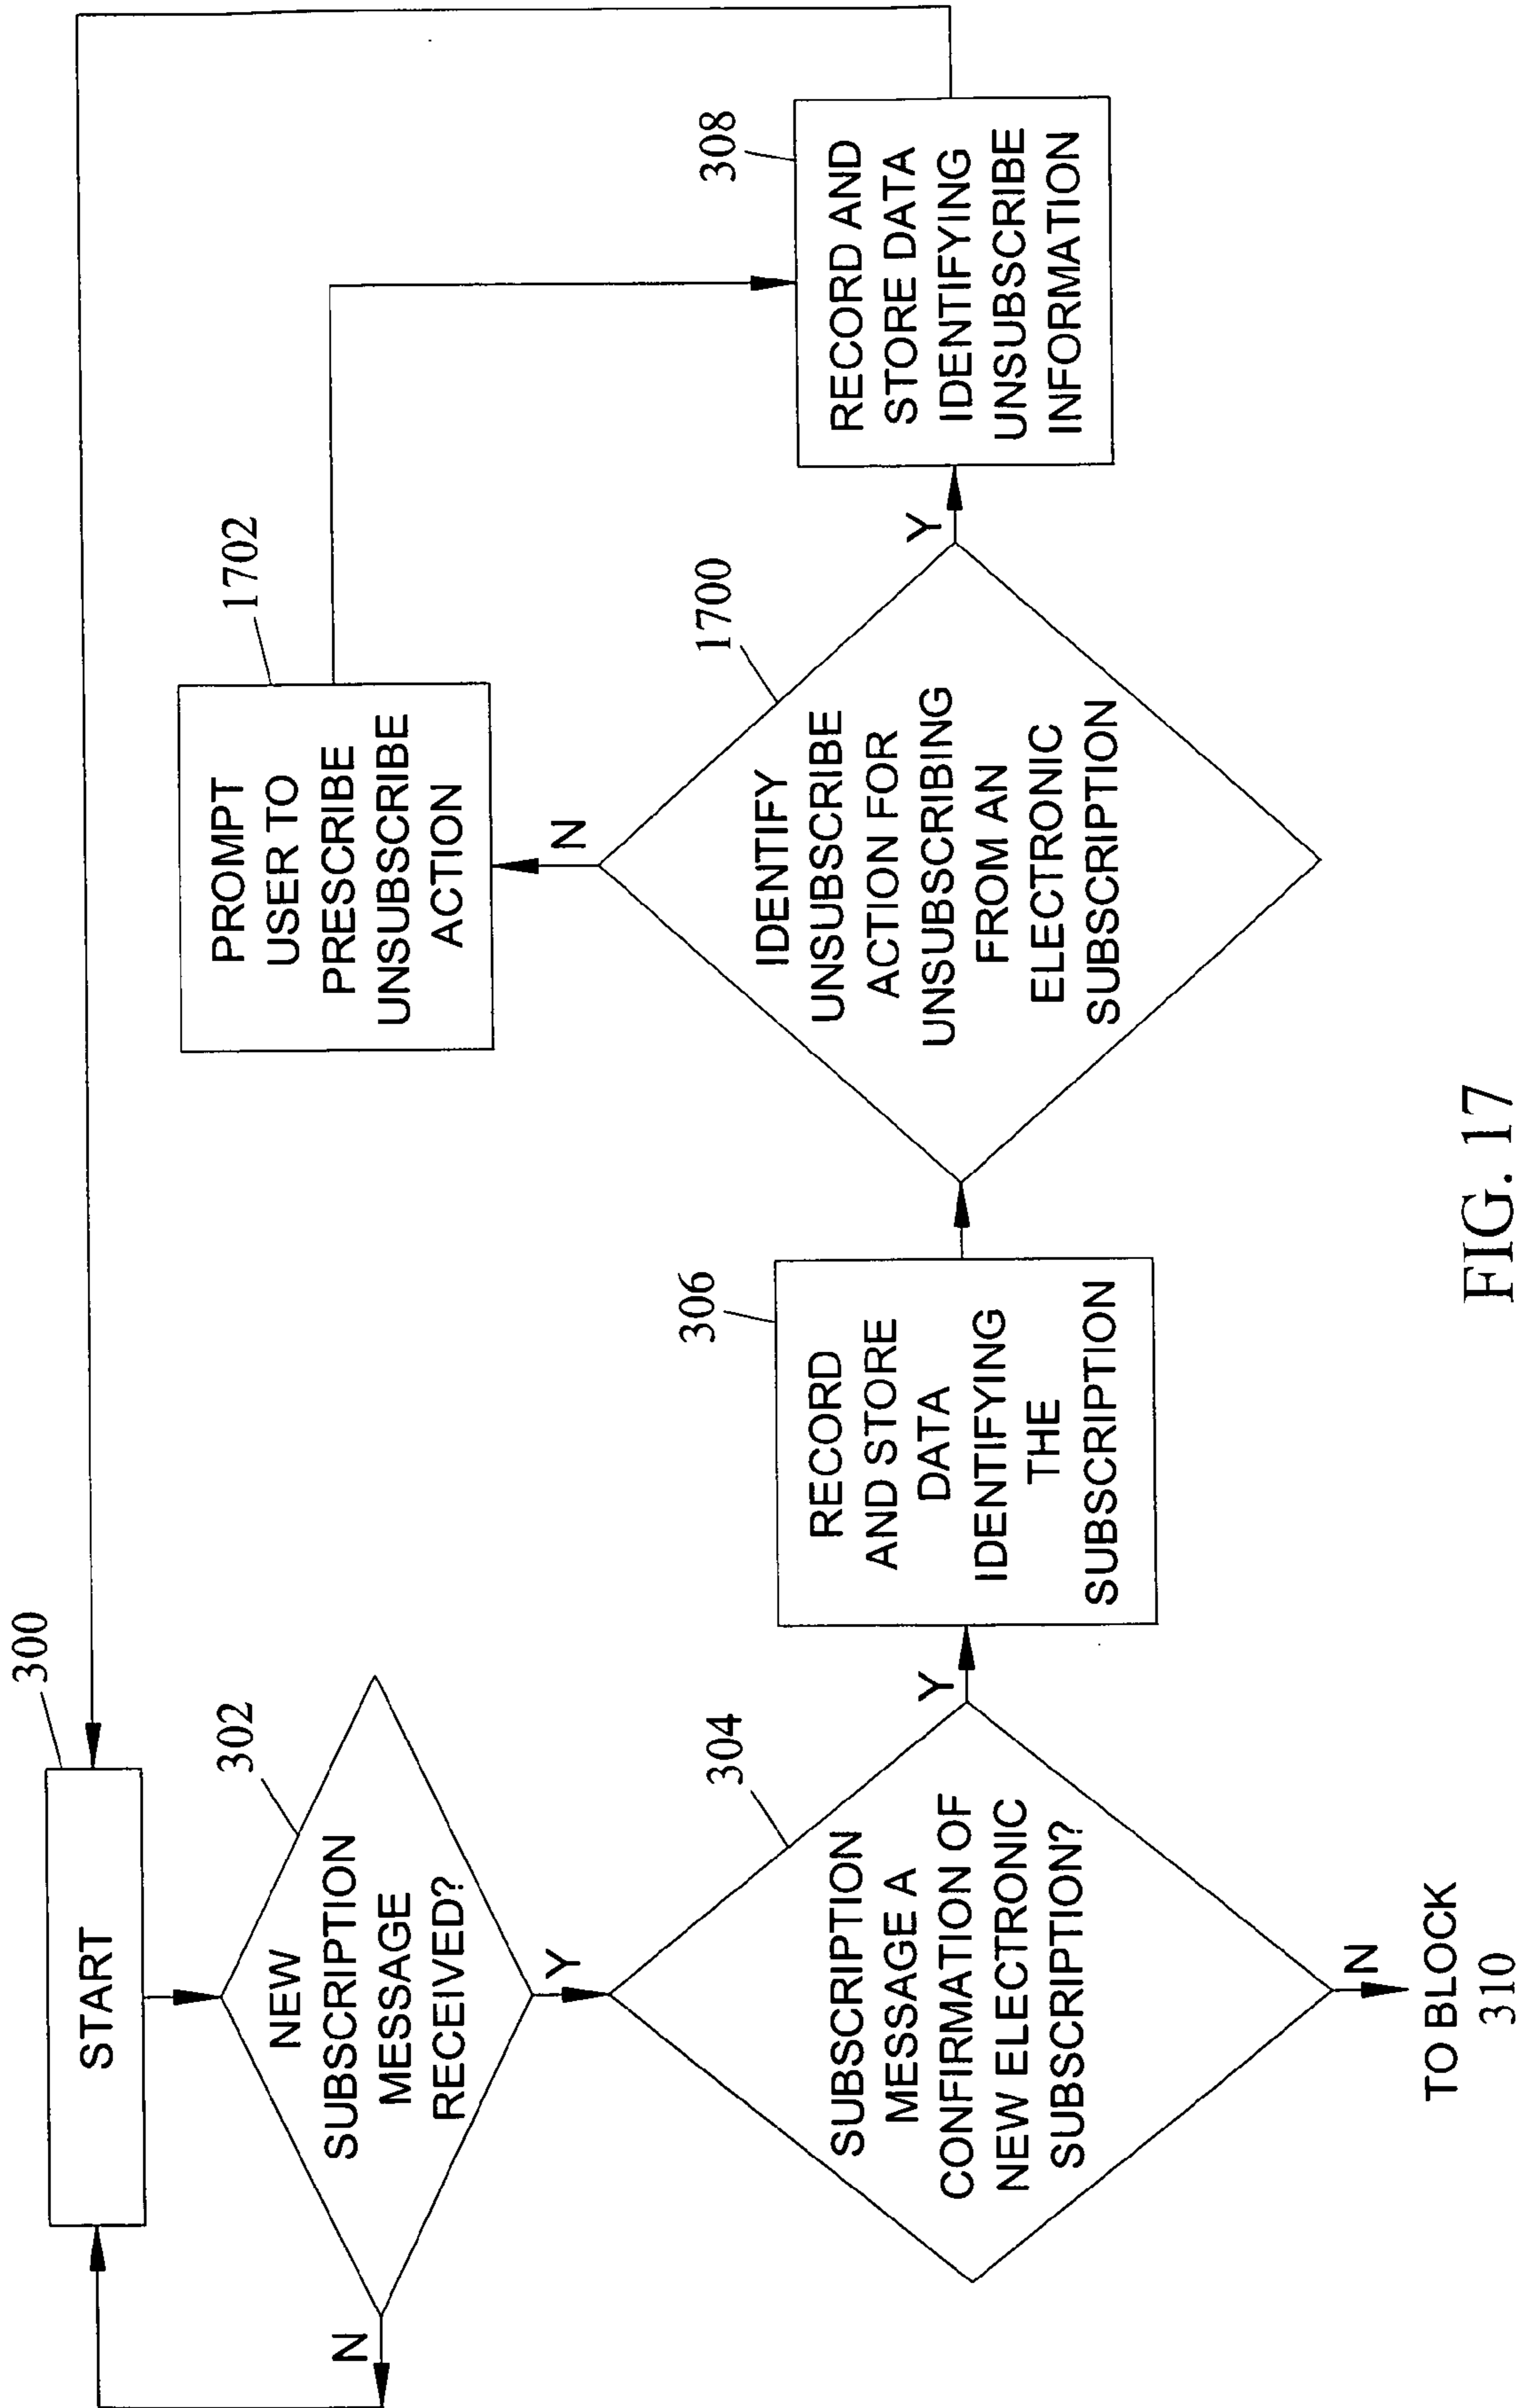 300
START
302
NEW
SUBSCRIPTION
MESSAGE
RECEIVED?
N
Y
304
SUBSCRIPTION
MESSAGE A
CONFIRMATION OF
NEW ELECTRONIC
SUBSCRIPTION?
Y
N
TO BLOCK
310
306
RECORD
AND STORE
DATA
IDENTIFYING
THE
SUBSCRIPTION
1700
IDENTIFY
UNSUBSCRIBE
ACTION FOR
UNSUBSCRIBING
FROM AN
ELECTRONIC
SUBSCRIPTION
N
Y
1702
PROMPT
USER TO
PRESCRIBE
UNSUBSCRIBE
ACTION
308
RECORD AND
STORE DATA
IDENTIFYING
UNSUBSCRIBE
INFORMATION
FIG. 17